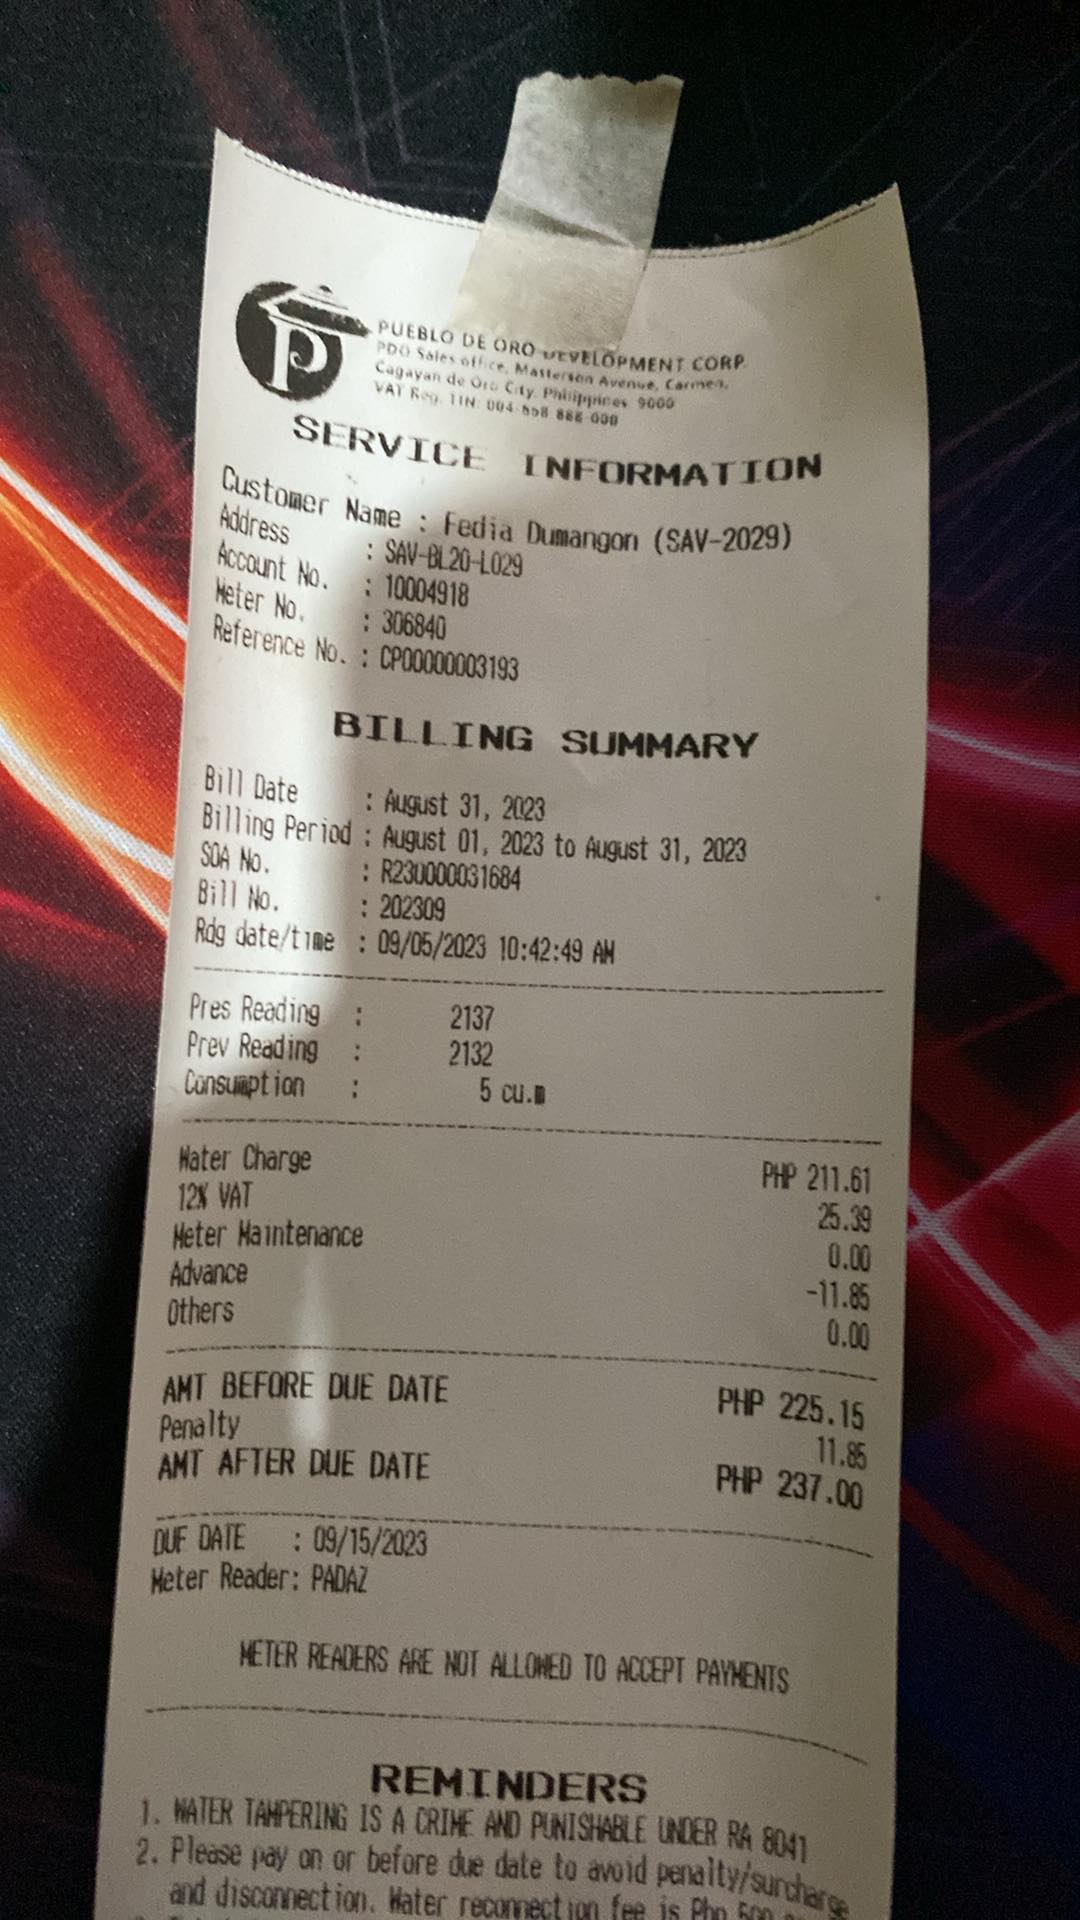 P
PUEBLO DE ORO DEVELOPMENT CORP.
PDO Sales office, Masterson Avenue, Carmen,
Cagayan de Oro City, Philippines 9000
VAT Reg. TIN: 004-658-888-000
SERVICE INFORMATION
Customer Name : Fedia Dumangon (SAV-2029)
Address : SAV-BL20-L029
Account No. : 10004918
Meter No. : 306840
Reference No. : CP00000003193
BILLING SUMMARY
Bill Date : August 31, 2023
Billing Period : August 01, 2023 to August 31, 2023
SOA No. : R230000031684
Bill No. : 202309
Rdg date/time : 09/05/2023 10:42:49 AM
Pres Reading : 2137
Prev Reading : 2132
Consumption : 5 cu.m
Water Charge PHP 211.61
12% VAT 25.39
Meter Maintenance 0.00
Advance -11.85
Others 0.00
AMT BEFORE DUE DATE PHP 225.15
Penalty 11.85
AMT AFTER DUE DATE PHP 237.00
DUE DATE : 09/15/2023
Meter Reader: PADAZ
METER READERS ARE NOT ALLOWED TO ACCEPT PAYMENTS
REMINDERS
1. WATER TAMPERING IS A CRIME AND PUNISHABLE UNDER RA 8041
2. Please pay on or before due date to avoid penalty/surcharge
and disconnection. Water reconnection fee is Php